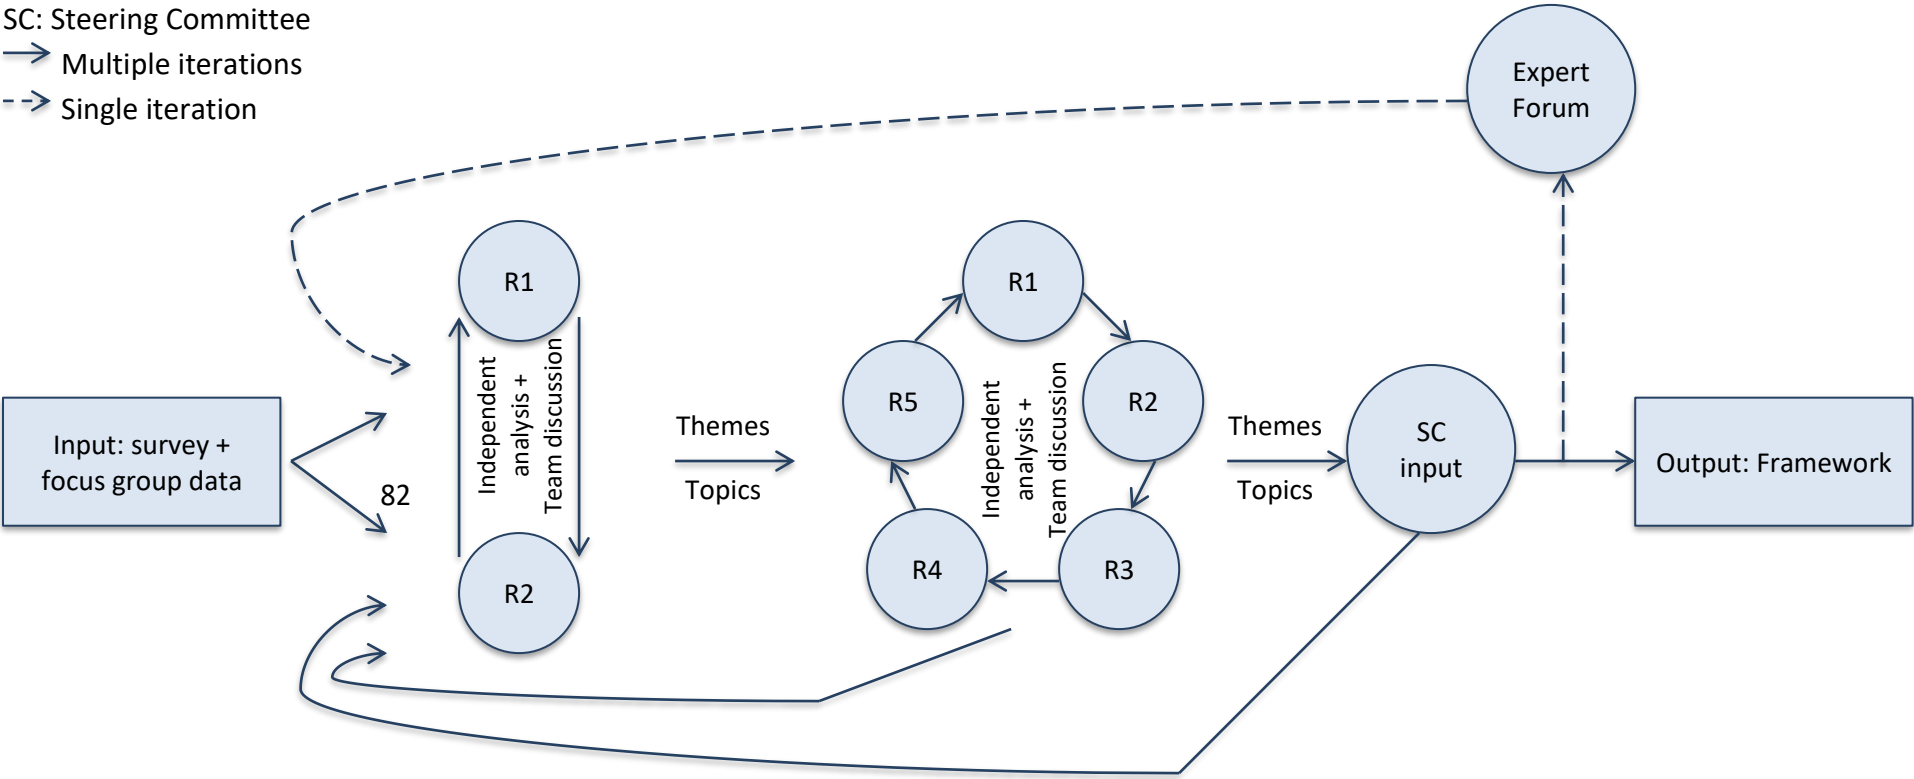 SC: Steering Committee
Multiple iterations
Single iteration
Expert
Forum
Input: survey +
focus group data
82
R1
Independent
analysis +
Team discussion
R2
Themes
Topics
R1
R2
R3
R4
R5
Independent
analysis +
Team discussion
Themes
Topics
SC
input
Output: Framework